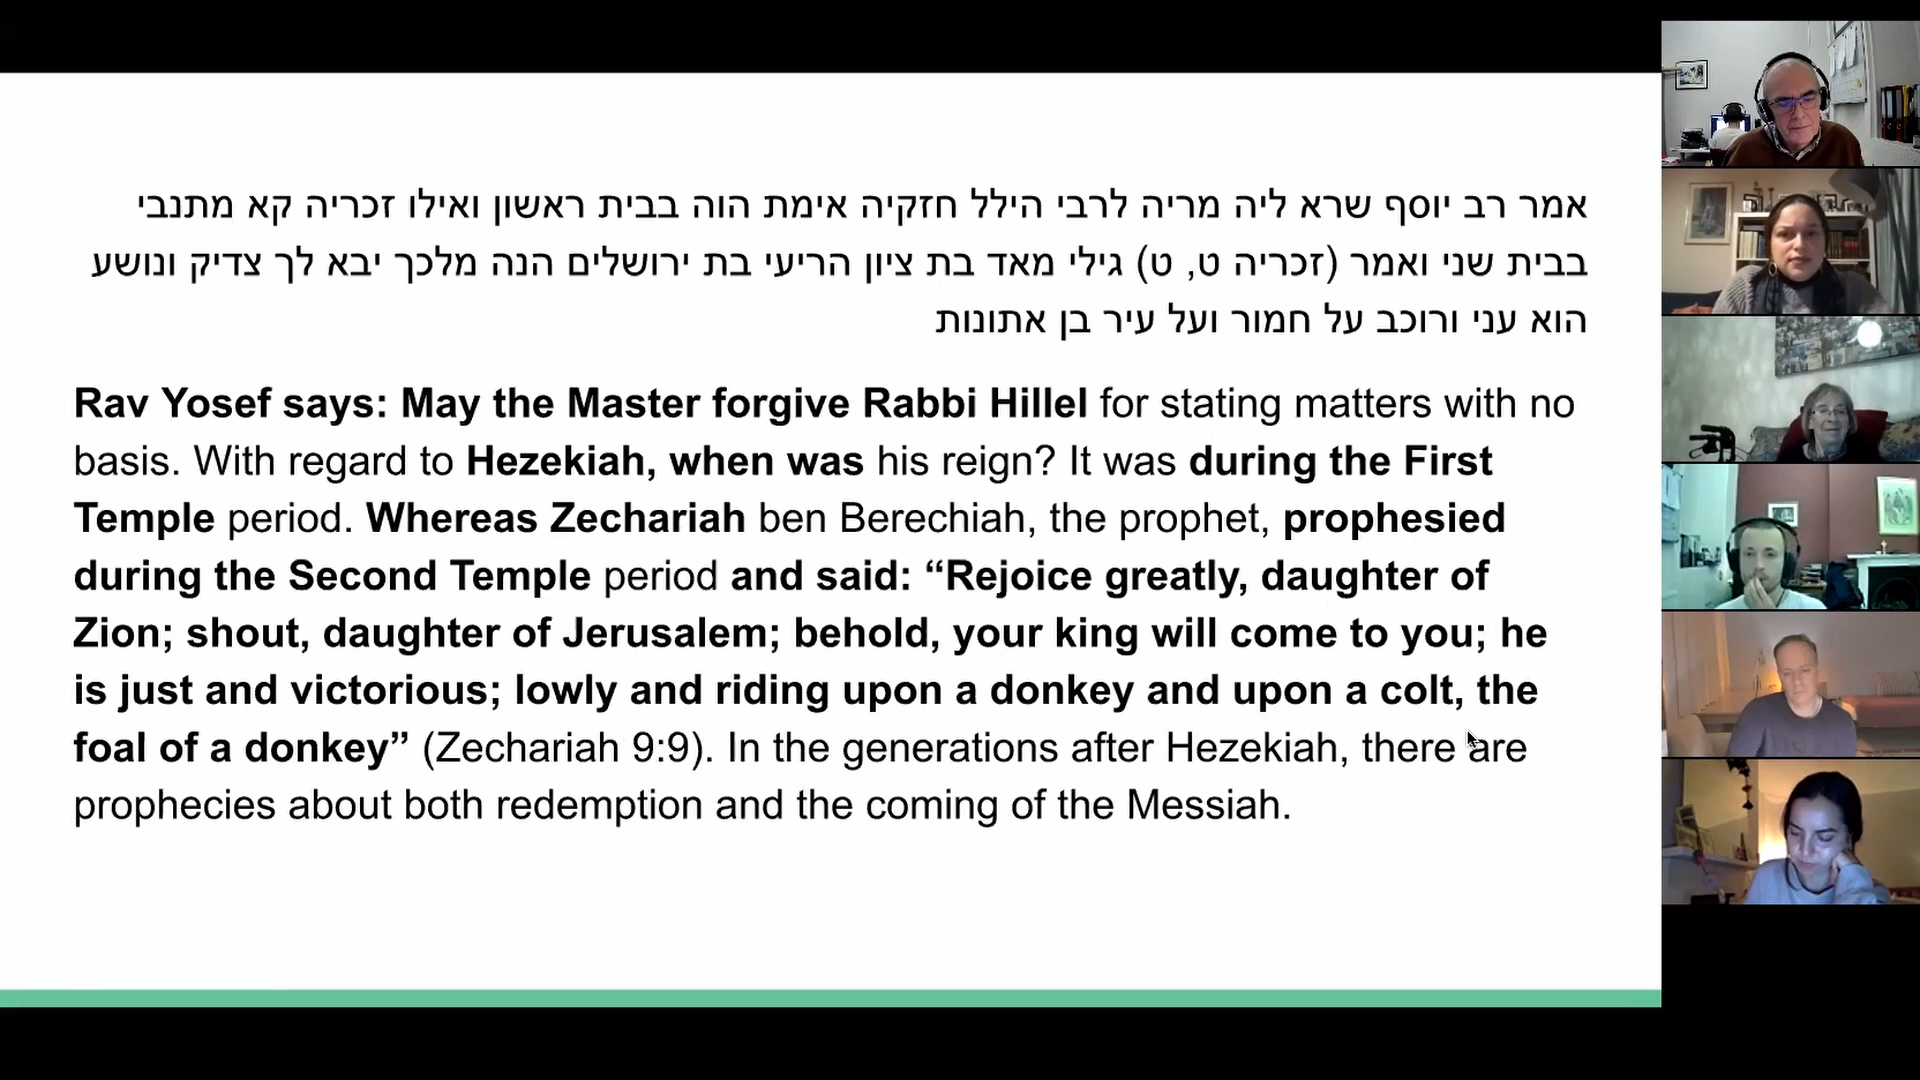 אמר רב יוסף שרא ליה מריה לרבי הילל חזקיה אימת הוה בבית ראשון ואילו זכריה קא מתנבי
בבית שני ואמר (זכריה ט, ט) גילי מאד בת ציון הריעי בת ירושלים הנה מלכך יבא לך צדיק ונושע
הוא עני ורוכב על חמור ועל עיר בן אתונות
Rav Yosef says: May the Master forgive Rabbi Hillel for stating matters with no
basis. With regard to Hezekiah, when was his reign? It was during the First
Temple period. Whereas Zechariah ben Berechiah, the prophet, prophesied
during the Second Temple period and said: “Rejoice greatly, daughter of
Zion; shout, daughter of Jerusalem; behold, your king will come to you; he
is just and victorious; lowly and riding upon a donkey and upon a colt, the
foal of a donkey” (Zechariah 9:9). In the generations after Hezekiah, there are
prophecies about both redemption and the coming of the Messiah.